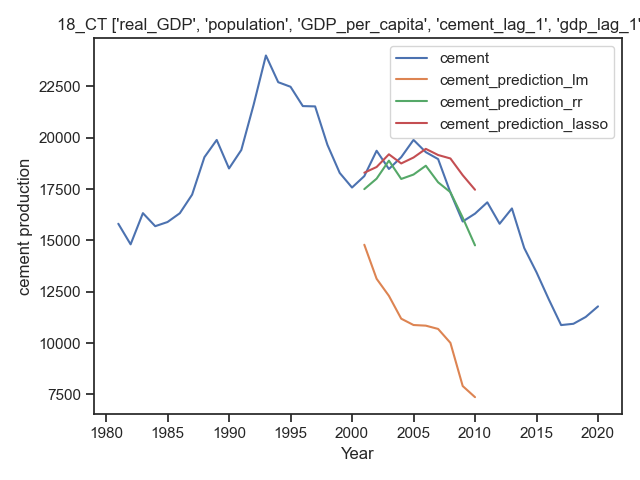 18_CT ['real_GDP', 'population', 'GDP_per_capita', 'cement_lag_1', 'gdp_lag_1'
cement
cement_prediction_lm
cement_prediction_rr
cement_prediction_lasso
cement production
22500
20000
17500
15000
12500
10000
7500
1980 1985 1990 1995 2000 2005 2010 2015 2020
Year